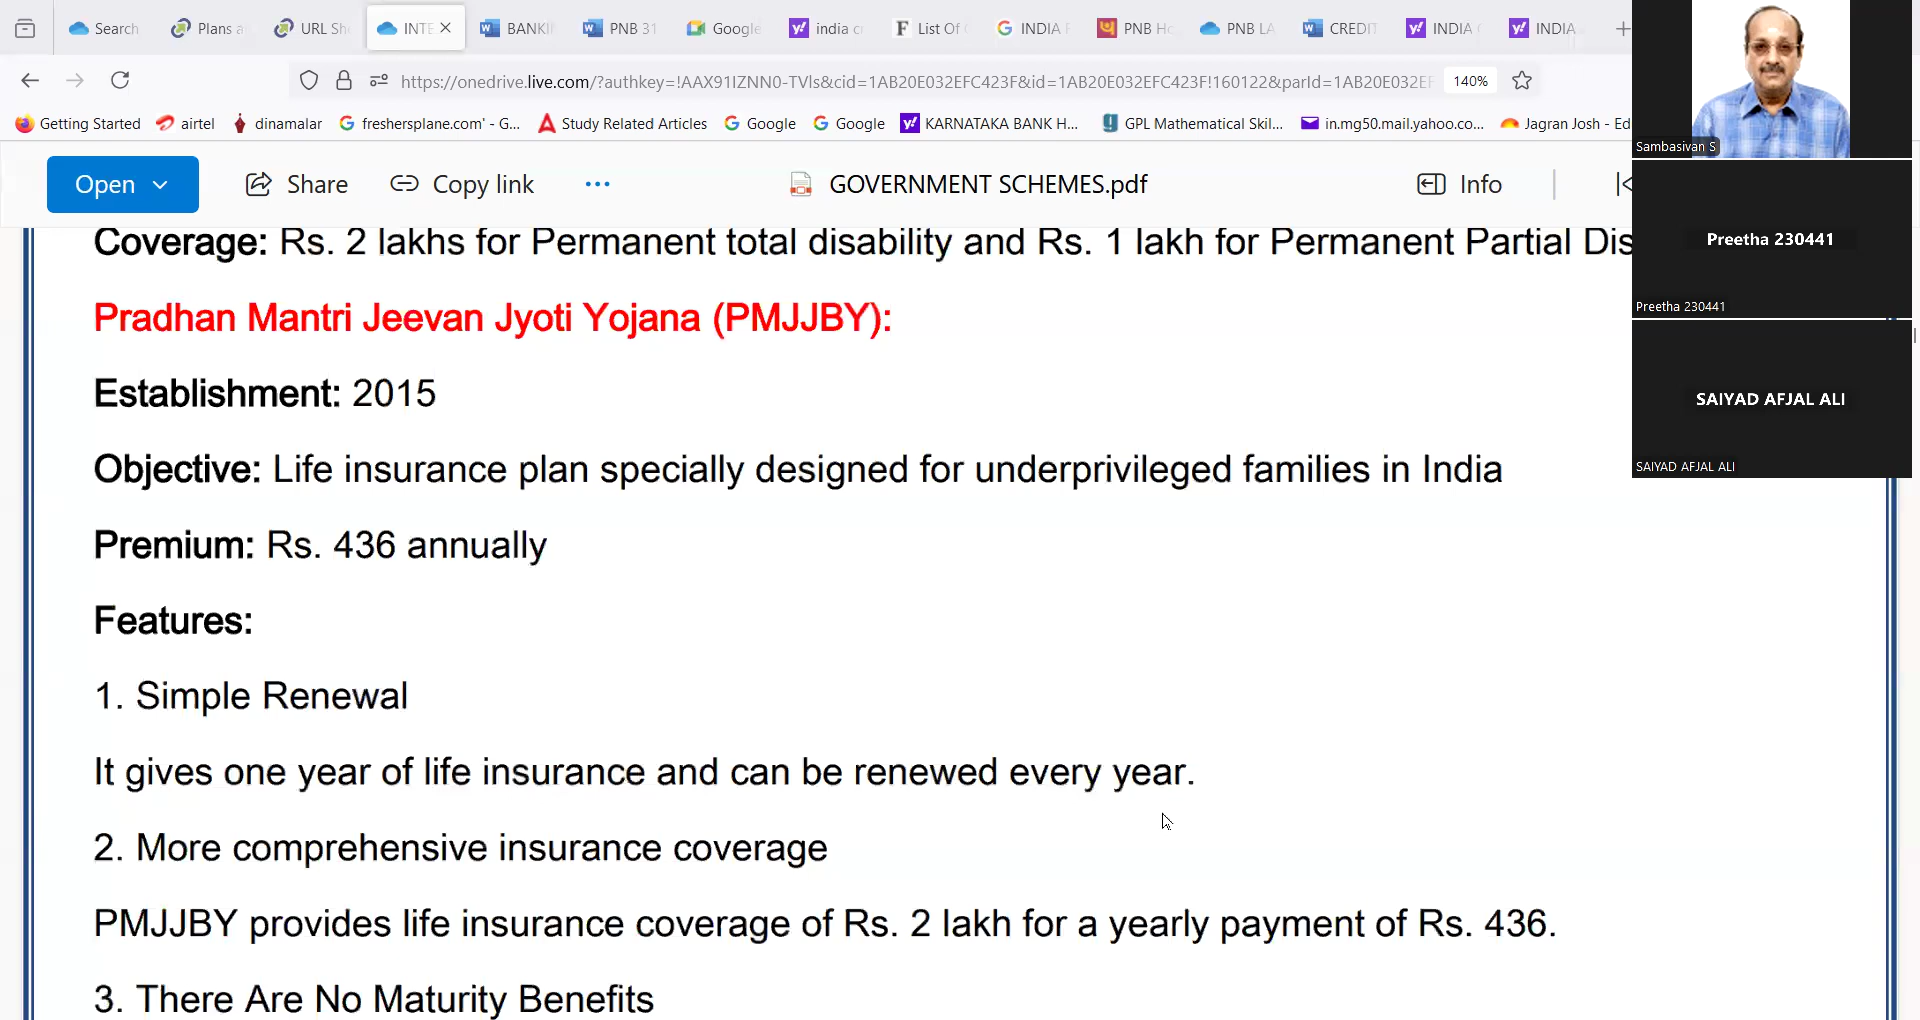 Search
Plans a
URL Sh
INTE
BANKI
PNB 31
Google
india c
List Of
INDIA F
PNB Ho
PNB LA
CREDIT
INDIA
INDIA
https://onedrive.live.com/?authkey=!AAX91IZNN0-TVls&cid=1AB20E032EFC423F&id=1AB20E032EFC423F!160122&parId=1AB20E032EF
140%
Getting Started
airtel
dinamalar
freshersplane.com' - G...
Study Related Articles
Google
Google
KARNATAKA BANK H...
GPL Mathematical Skil...
in.mg50.mail.yahoo.co...
Jagran Josh - Ed
Open
Share
Copy link
GOVERNMENT SCHEMES.pdf
Info
Sambasivan S
Preetha 230441
Preetha 230441
SAIYAD AFJAL ALI
SAIYAD AFJAL ALI
Coverage: Rs. 2 lakhs for Permanent total disability and Rs. 1 lakh for Permanent Partial Dis
Pradhan Mantri Jeevan Jyoti Yojana (PMJJBY):
Establishment: 2015
Objective: Life insurance plan specially designed for underprivileged families in India
Premium: Rs. 436 annually
Features:
1. Simple Renewal
It gives one year of life insurance and can be renewed every year.
2. More comprehensive insurance coverage
PMJJBY provides life insurance coverage of Rs. 2 lakh for a yearly payment of Rs. 436.
3. There Are No Maturity Benefits